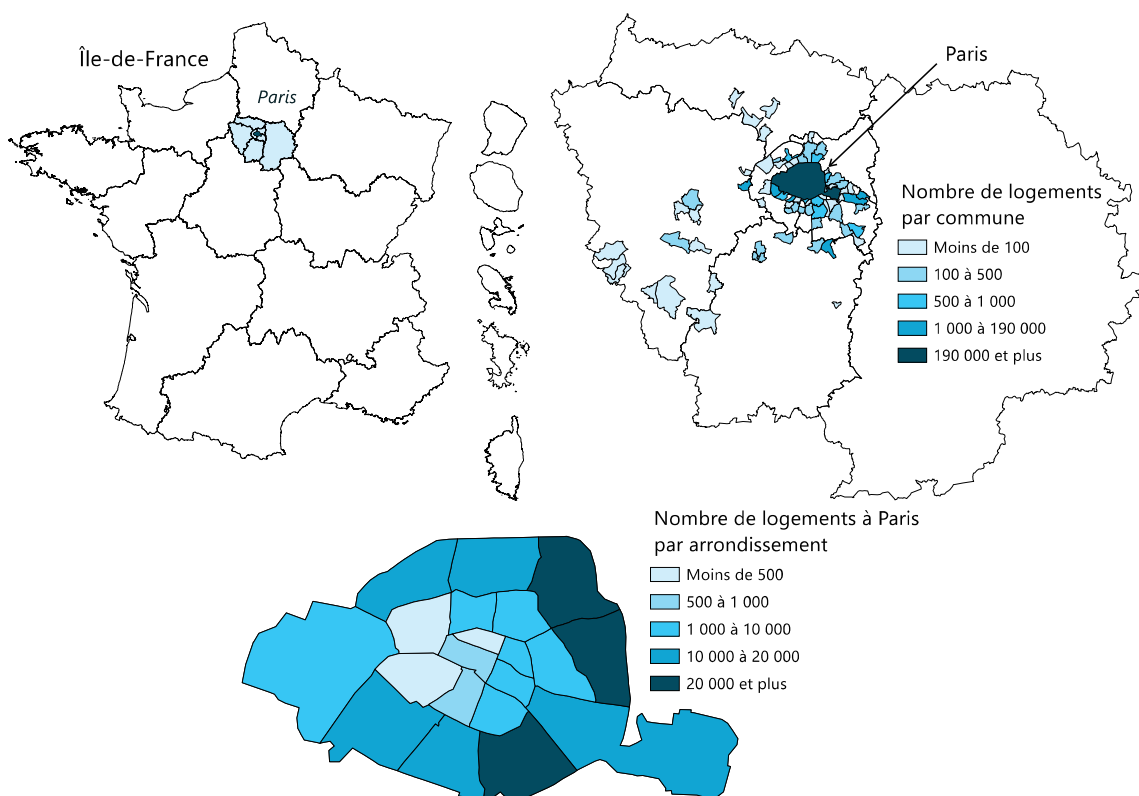 Île-de-France
Paris
Paris
Nombre de logements
par commune
Moins de 100
100 à 500
500 à 1 000
1 000 à 190 000
190 000 et plus
Nombre de logements à Paris
par arrondissement
Moins de 500
500 à 1 000
1 000 à 10 000
10 000 à 20 000
20 000 et plus